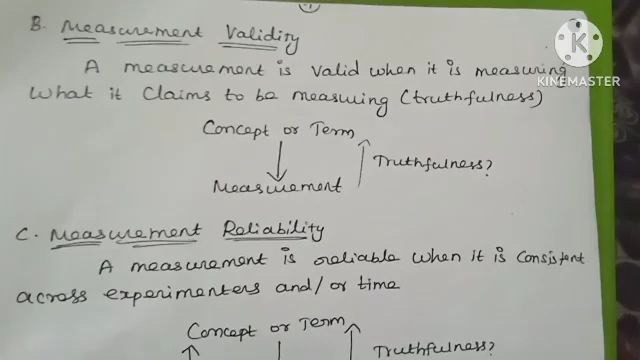 B. Measurement Validity
A measurement is valid when it is measuring
what it claims to be measuring (truthfulness)
Concept or Term
Truthfulness?
Measurement
C. Measurement Reliability
A measurement is reliable when it is consistent
across experimenters and/or time
Concept or Term
Truthfulness?
K
KINEMASTER